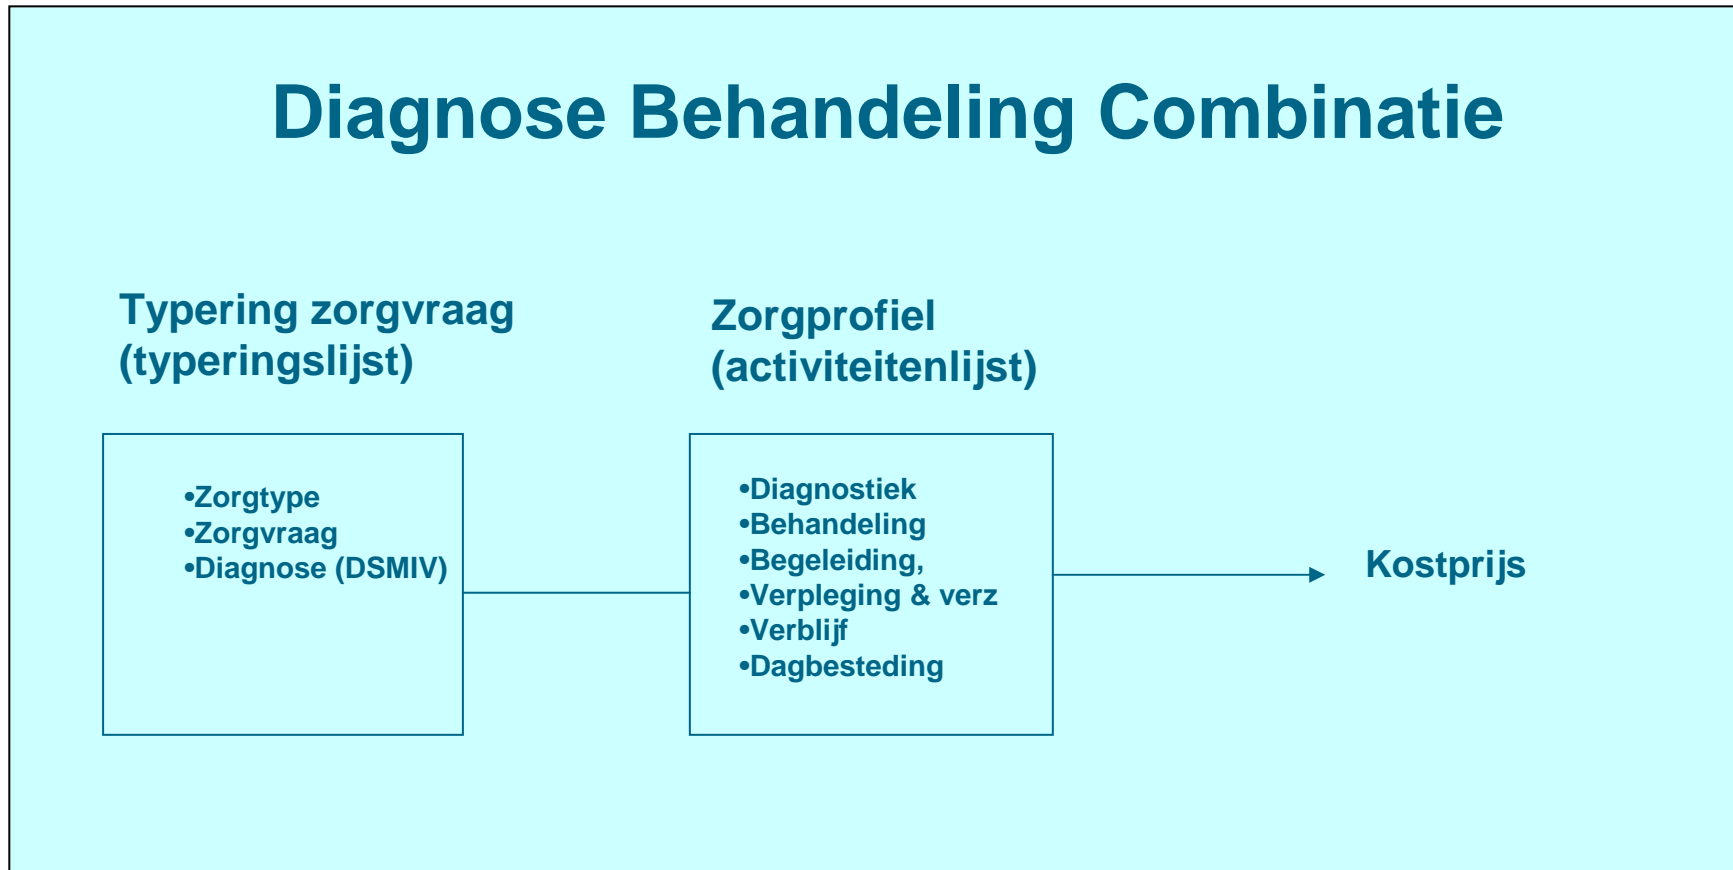 Diagnose Behandeling Combinatie
Typering zorgvraag
(typeringslijst)
•Zorgtype
•Zorgvraag
•Diagnose (DSMIV)
Zorgprofiel
(activiteitenlijst)
•Diagnostiek
•Behandeling
•Begeleiding,
•Verpleging & verz
•Verblijf
•Dagbesteding
Kostprijs